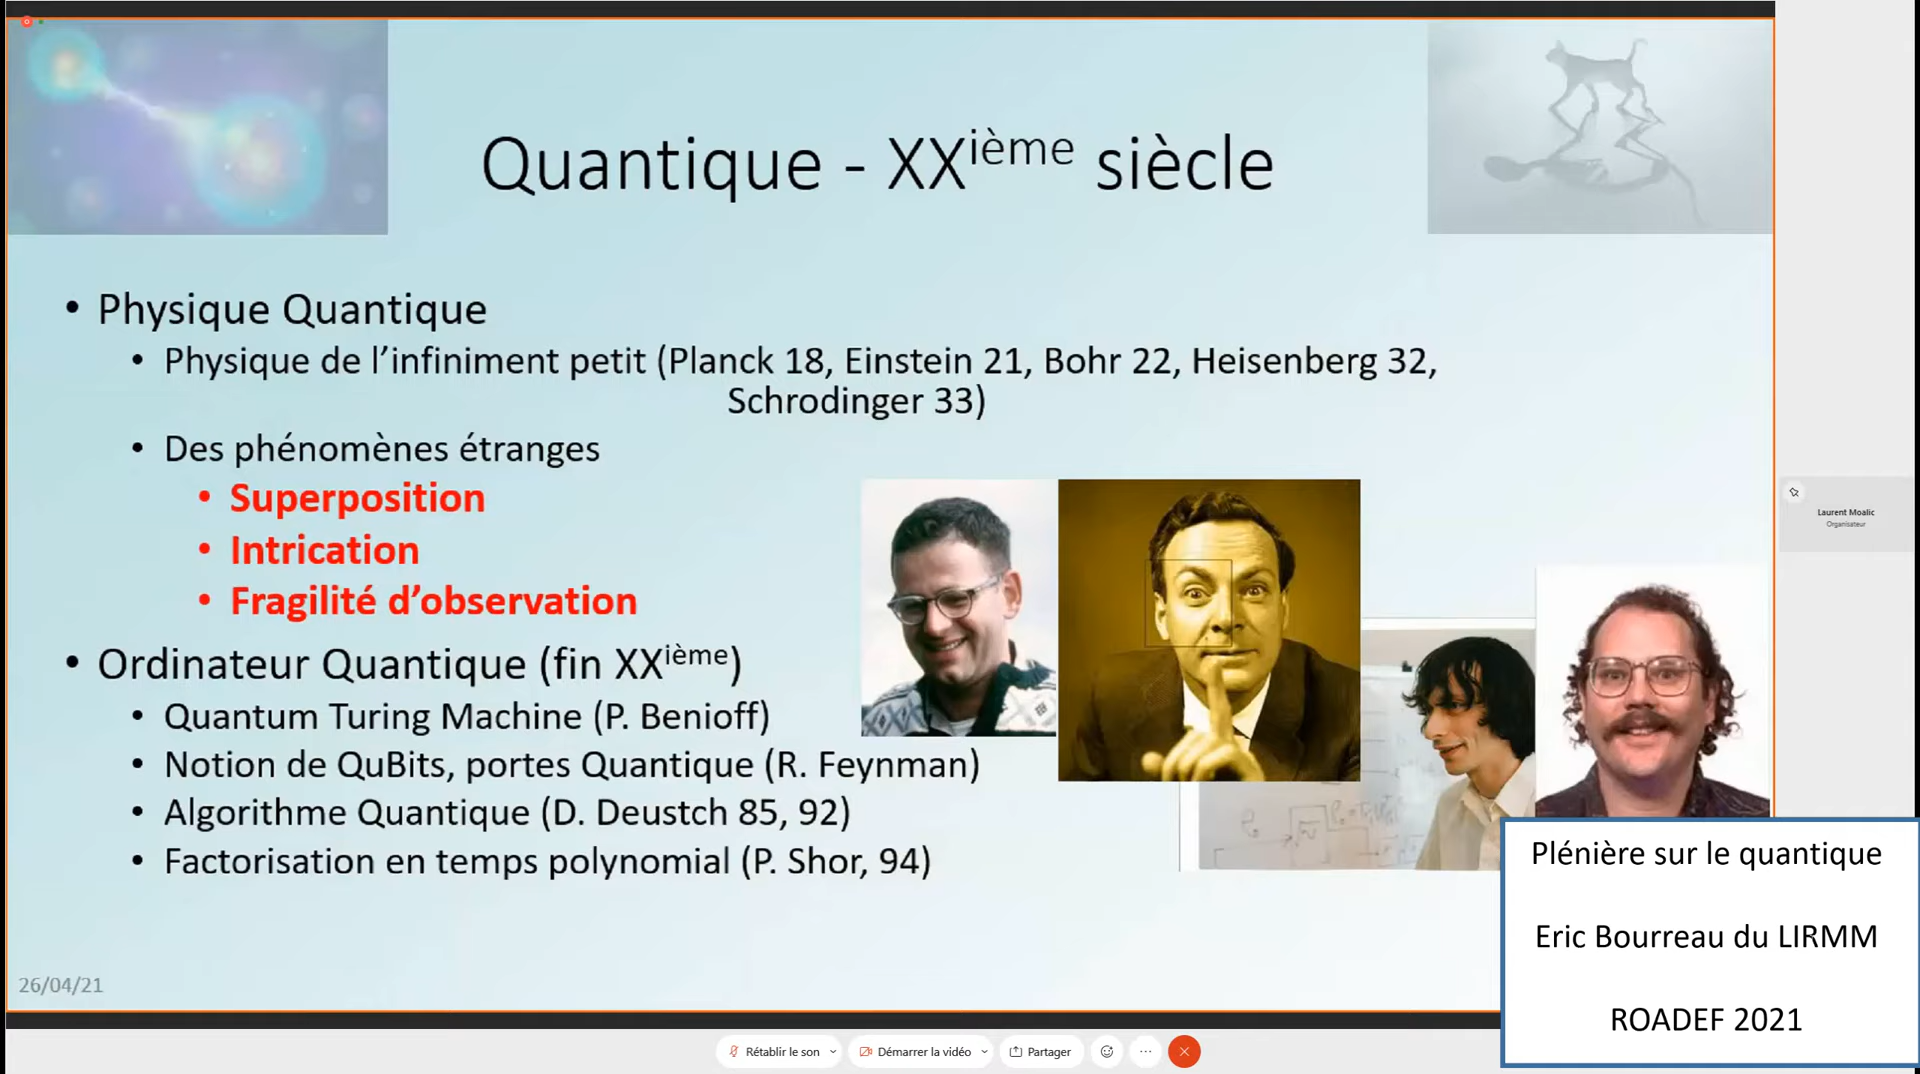 Quantique - XXième siècle
• Physique Quantique
• Physique de l’infiniment petit (Planck 18, Einstein 21, Bohr 22, Heisenberg 32,
Schrodinger 33)
• Des phénomènes étranges
• Superposition
• Intrication
• Fragilité d’observation
• Ordinateur Quantique (fin XXième)
• Quantum Turing Machine (P. Benioff)
• Notion de QuBits, portes Quantique (R. Feynman)
• Algorithme Quantique (D. Deustch 85, 92)
• Factorisation en temps polynomial (P. Shor, 94)
26/04/21
Laurent Moalic
Organisateur
Plénière sur le quantique
Eric Bourreau du LIRMM
ROADEF 2021
Rétablir le son
Démarrer la vidéo
Partager